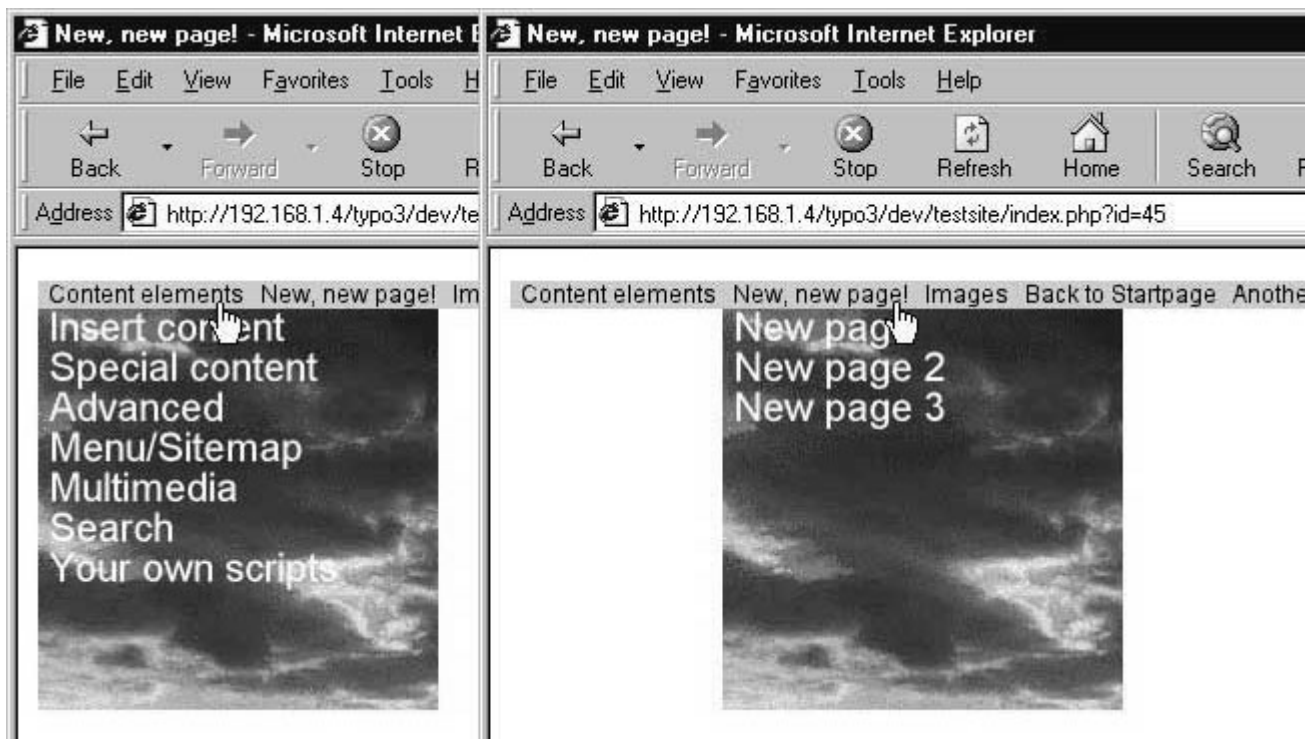 New, new page! - Microsoft Internet
File Edit View Favorites Tools
Back Forward Stop
Address http://192.168.1.4/typo3/dev/te
Content elements New, new page! Im
Insert content
Special content
Advanced
Menu/Sitemap
Multimedia
Search
Your own scripts
New, new page! - Microsoft Internet Explorer
File Edit View Favorites Tools Help
Back Forward Stop Refresh Home Search
Address http://192.168.1.4/typo3/dev/testsite/index.php?id=45
Content elements New, new page! Images Back to Startpage Anothe
New page
New page 2
New page 3